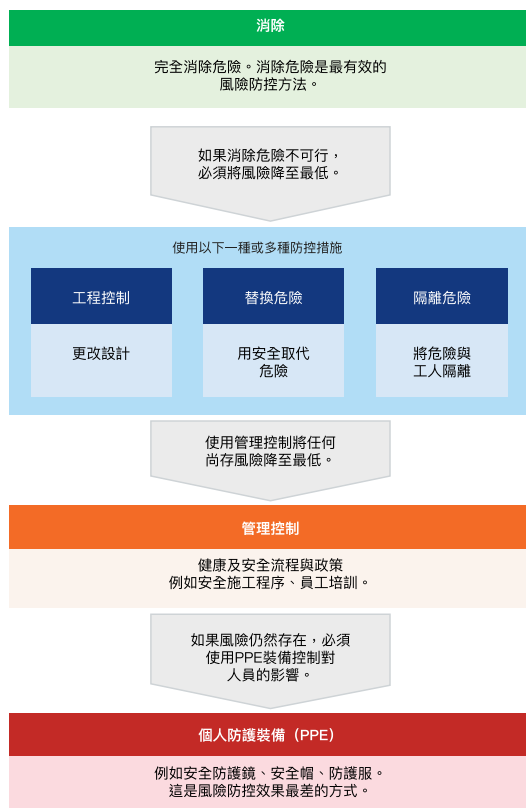 消除
完全消除危險。消除危險是最有效的
風險防控方法。
如果消除危險不可行，
必須將風險降至最低。
使用以下一種或多種防控措施
工程控制
更改設計
替換危險
用安全取代
危險
隔離危險
將危險與
工人隔離
使用管理控制將任何
尚存風險降至最低。
管理控制
健康及安全流程與政策
例如安全施工程序、員工培訓。
如果風險仍然存在，必須
使用PPE裝備控制對
人員的影響。
個人防護裝備（PPE）
例如安全防護鏡、安全帽、防護服。
這是風險防控效果最差的方式。